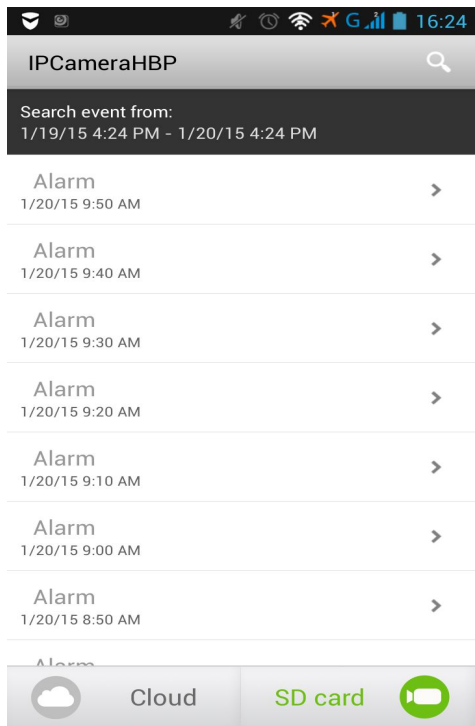 G 2 16:24
IPCameraHBP
Search event from:
1/19/15 4:24 PM - 1/20/15 4:24 PM
Alarm
1/20/15 9:50 AM
Alarm
1/20/15 9:40 AM
Alarm
1/20/15 9:30 AM
Alarm
1/20/15 9:20 AM
Alarm
1/20/15 9:10 AM
Alarm
1/20/15 9:00 AM
Alarm
1/20/15 8:50 AM
Alarm
Cloud SD card